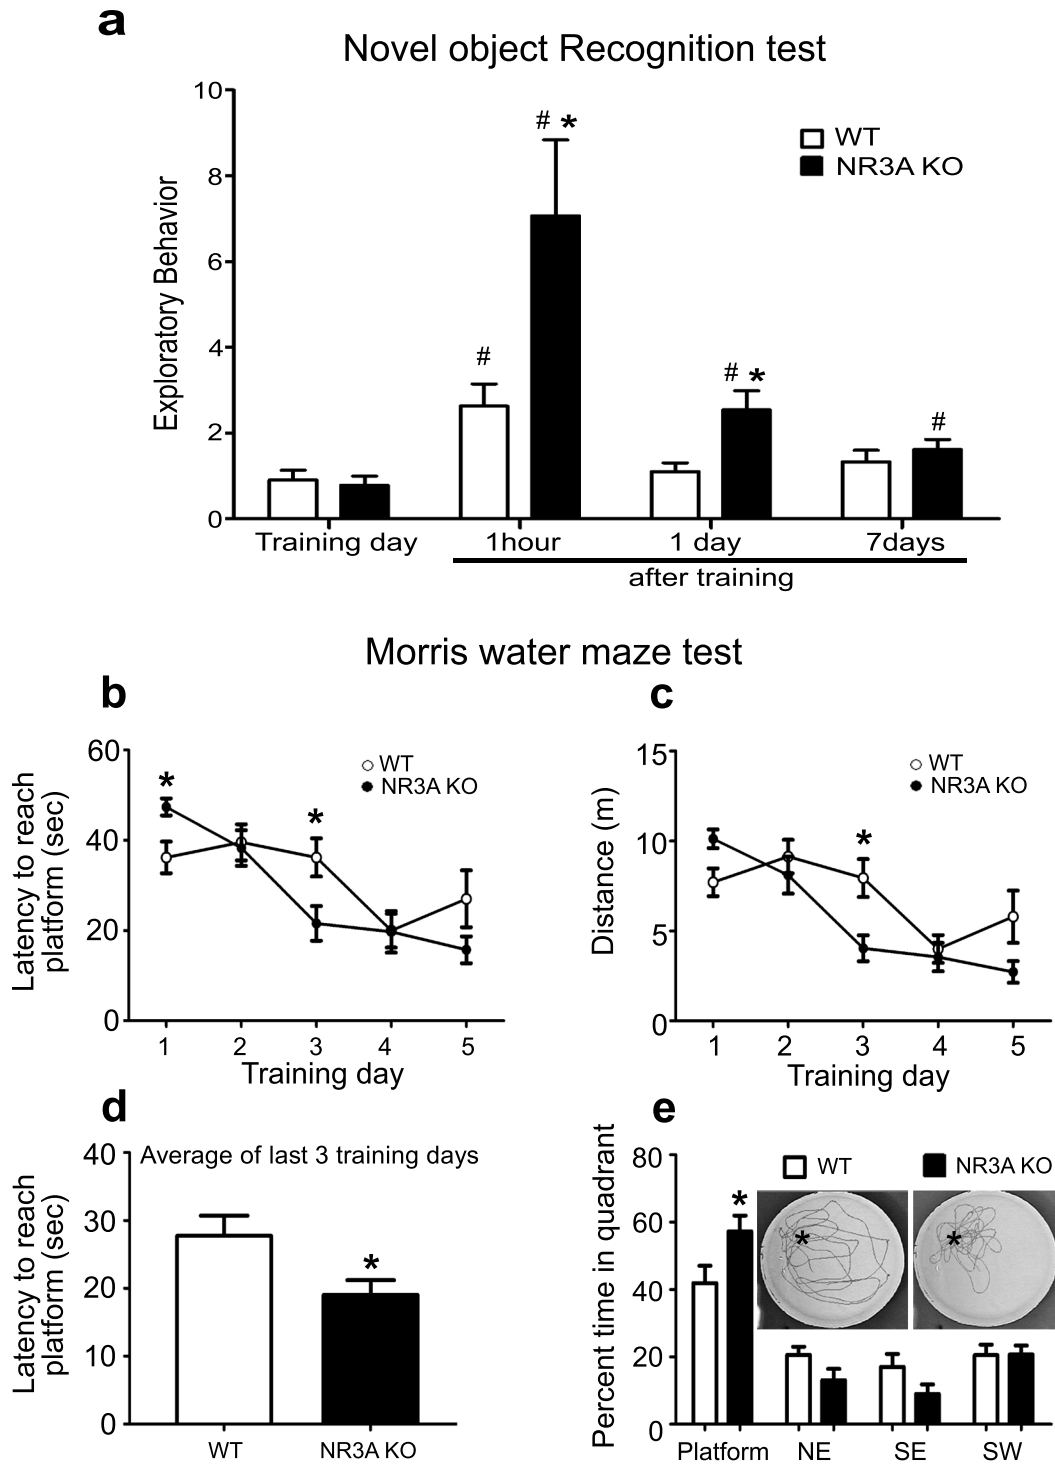 a
Novel object Recognition test
10
8
6
4
2
0
Exploratory Behavior
# *
#
# *
#
WT
NR3A KO
Training day
1hour
1 day
7days
after training
Morris water maze test
b
60
40
20
0
Latency to reach
platform (sec)
*
*
WT
NR3A KO
1 2 3 4 5
Training day
c
15
10
5
0
Distance (m)
*
WT
NR3A KO
1 2 3 4 5
Training day
d
40
30
20
10
0
Latency to reach
platform (sec)
Average of last 3 training days
*
WT NR3A KO
e
80
60
40
20
0
Percent time in quadrant
WT NR3A KO
*
* *
Platform NE SE SW